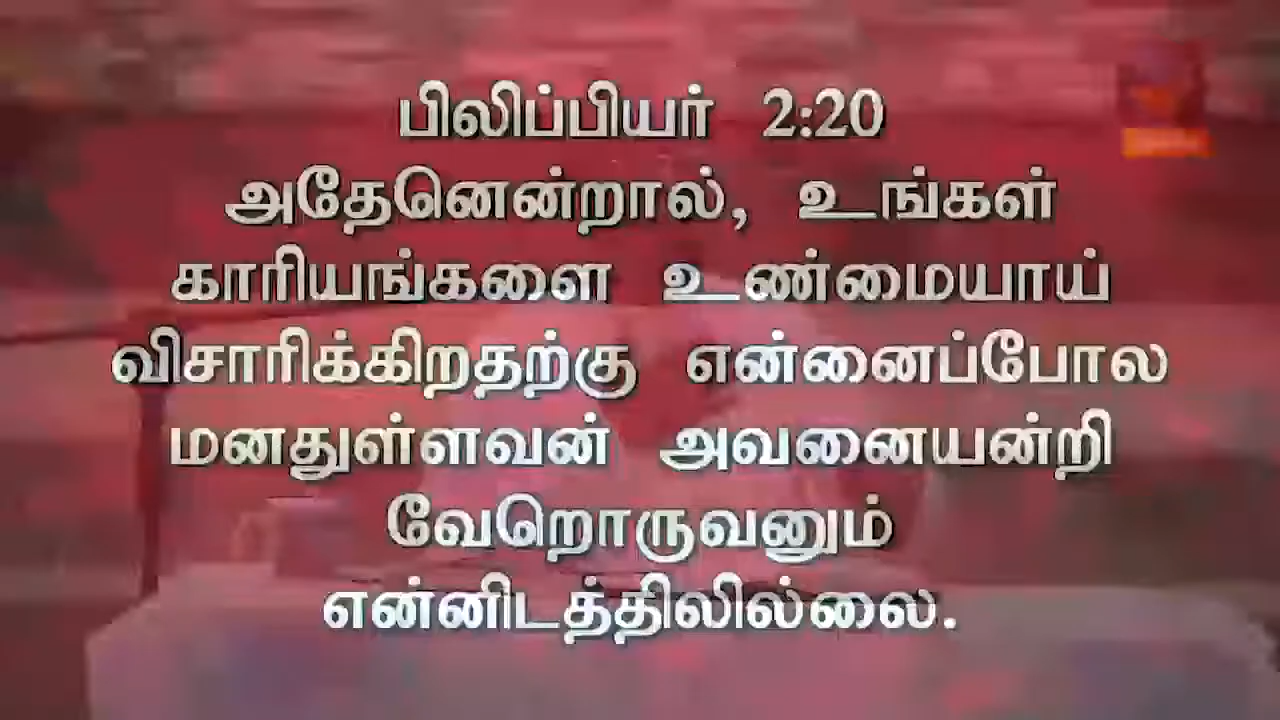 பிலிப்பியர் 2:20
அதேனென்றால், உங்கள்
காரியங்களை உண்மையாய்
விசாரிக்கிறதற்கு என்னைப்போல
மனதுள்ளவன் அவனையன்றி
வேறொருவனும்
என்னிடத்திலில்லை.